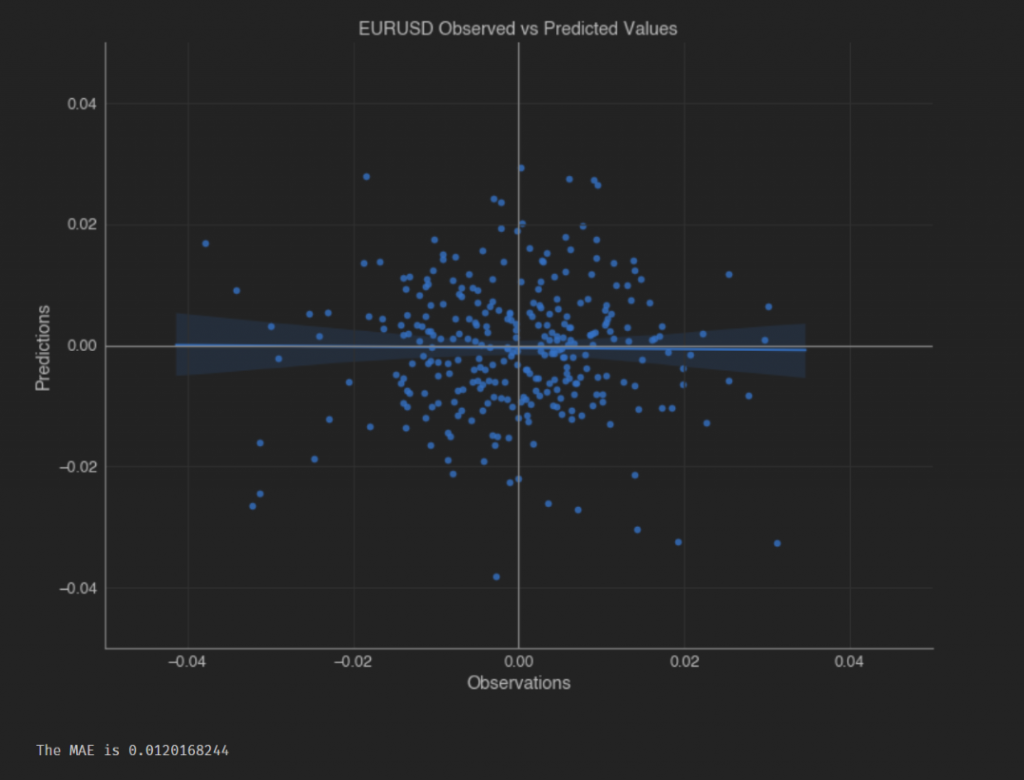 EURUSD Observed vs Predicted Values
0.04
0.02
0.00
−0.02
−0.04
Predictions
−0.04 −0.02 0.00 0.02 0.04
Observations
The MAE is 0.0120168244